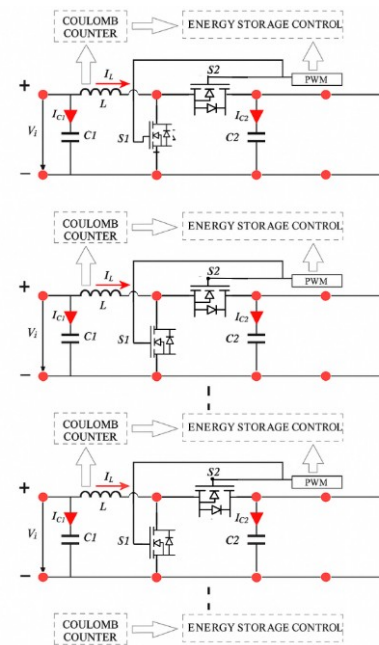 COULOMB
COUNTER
ENERGY STORAGE CONTROL
I_L
S2
PWM
+
I_C1
L
I_C2
V_i
C1
S1
C2
−
COULOMB
COUNTER
ENERGY STORAGE CONTROL
I_L
S2
PWM
+
I_C1
L
I_C2
V_i
C1
S1
C2
−
COULOMB
COUNTER
ENERGY STORAGE CONTROL
I_L
S2
PWM
+
I_C1
L
I_C2
V_i
C1
S1
C2
−
COULOMB
COUNTER
ENERGY STORAGE CONTROL